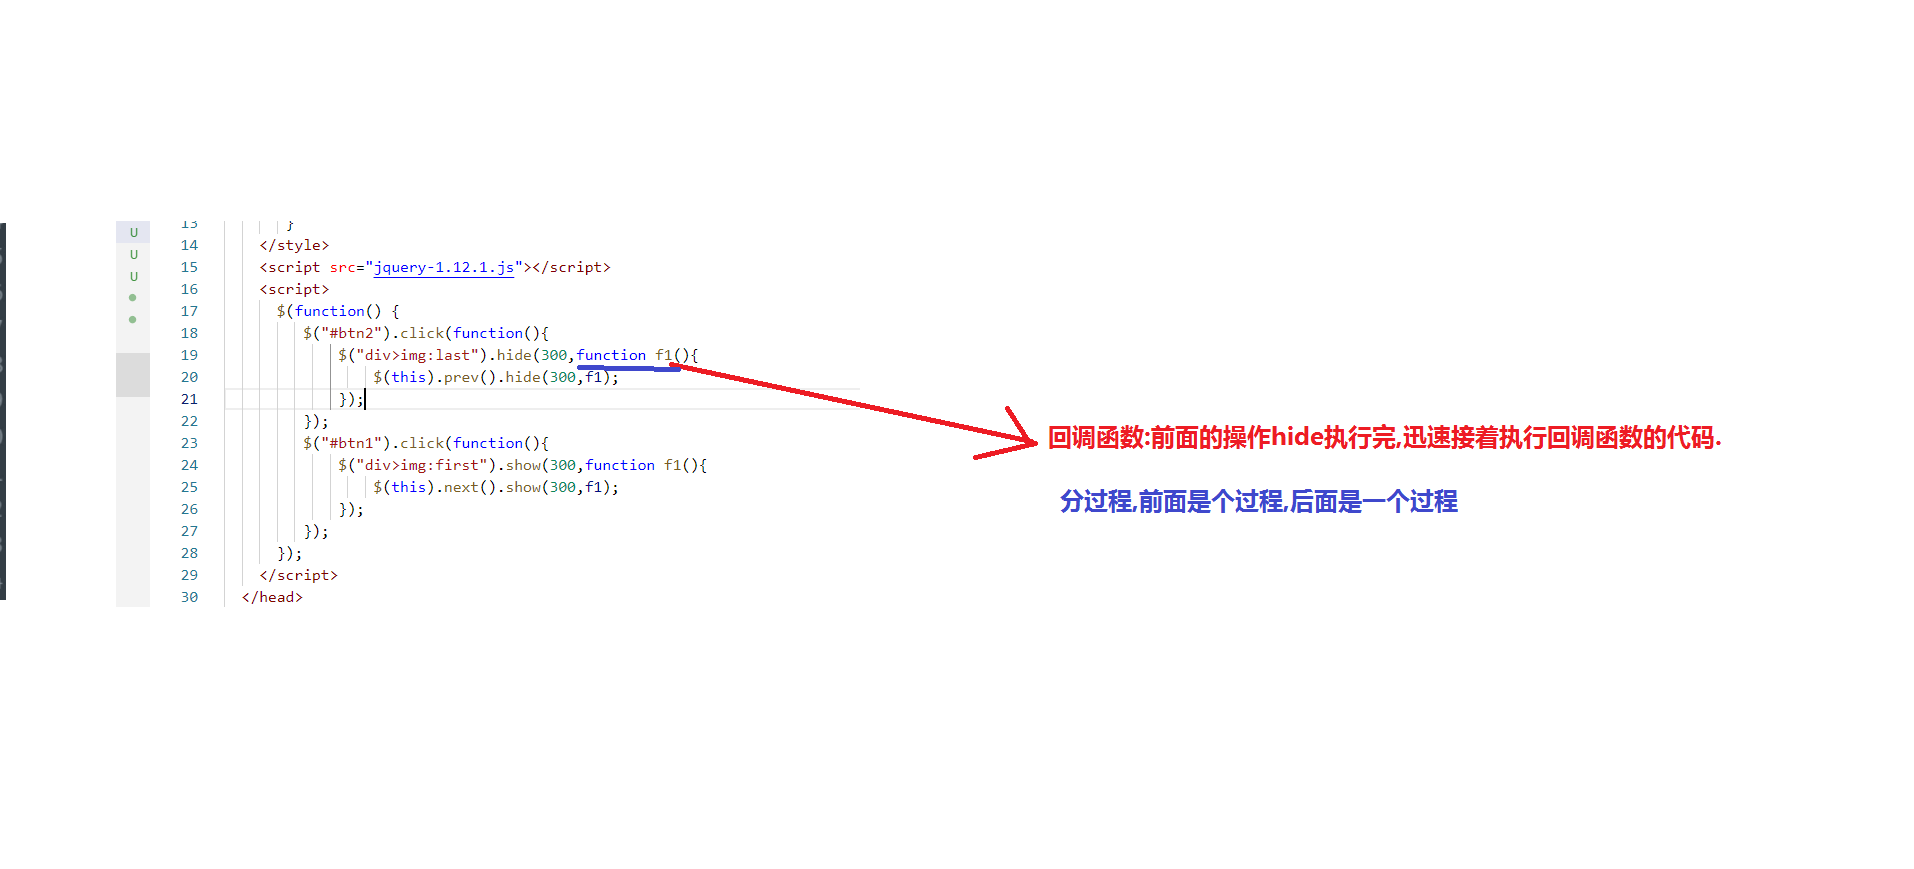 U
U
U
13 }
14 </style>
15 <script src="jquery-1.12.1.js"></script>
16 <script>
17 $(function() {
18 $("#btn2").click(function(){
19 $("div>img:last").hide(300,function f1(){
20 $(this).prev().hide(300,f1);
21 });
22 });
23 $("#btn1").click(function(){
24 $("div>img:first").show(300,function f1(){
25 $(this).next().show(300,f1);
26 });
27 });
28 });
29 </script>
30 </head>
回调函数:前面的操作hide执行完,迅速接着执行回调函数的代码.
分过程,前面是个过程,后面是一个过程